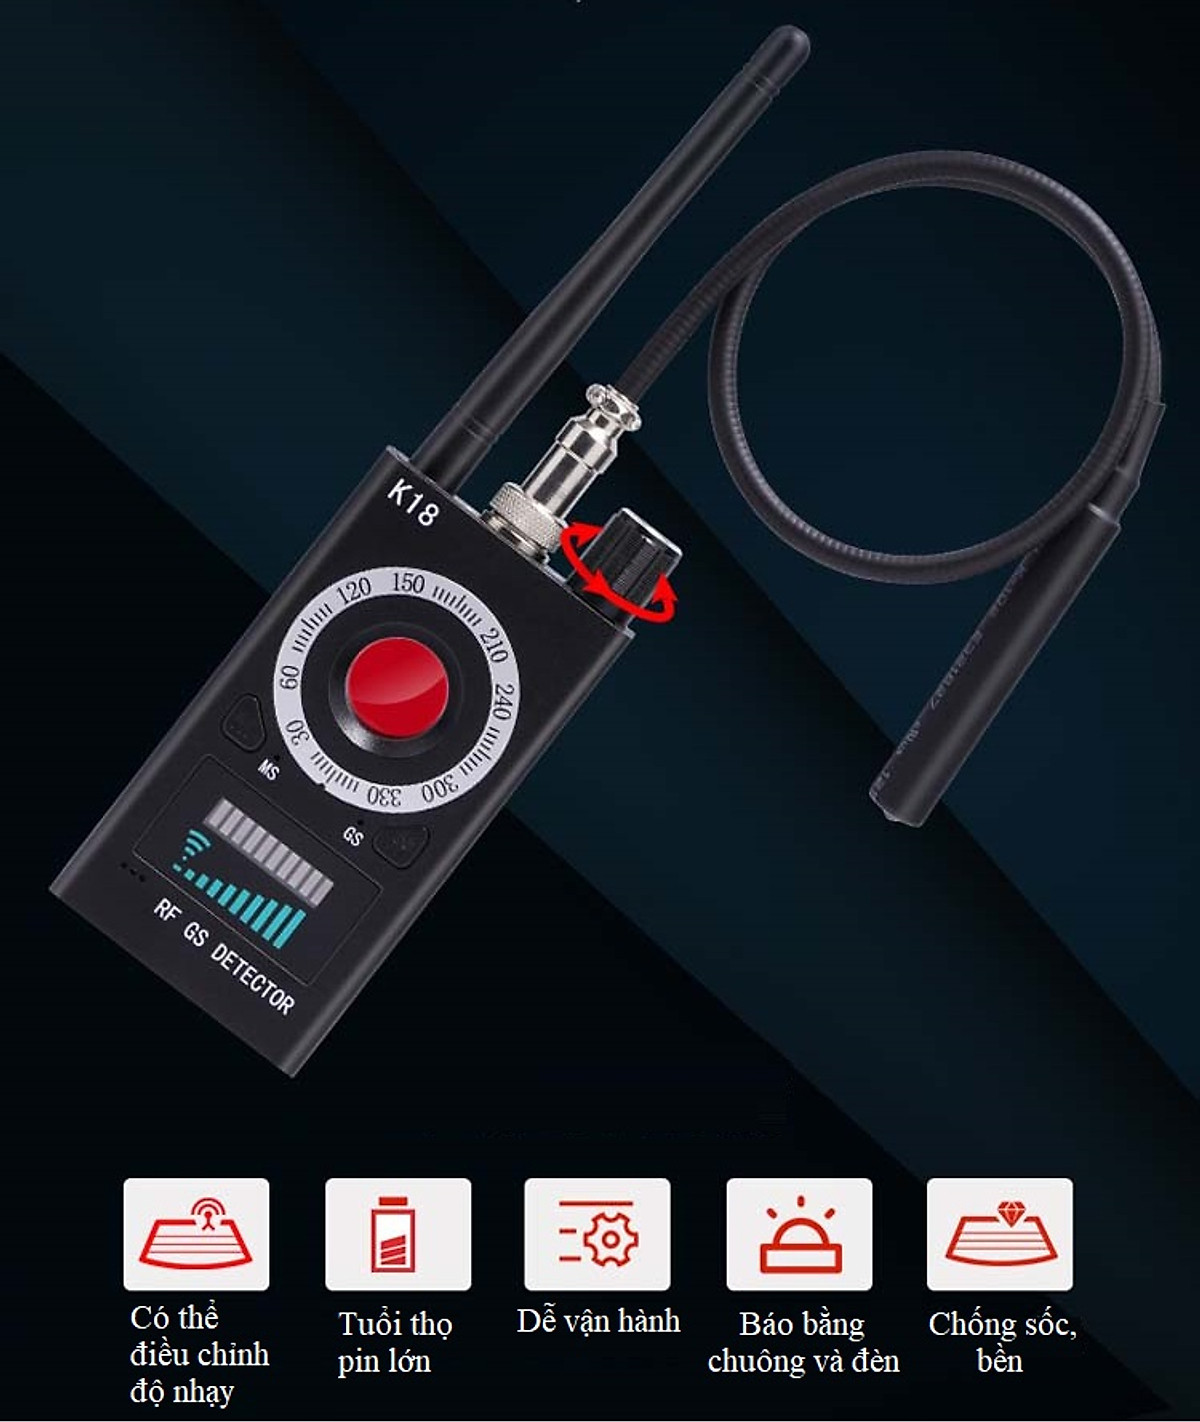 K18
120 150 210 240 300 330 30 60
MS
GS
RF GS DETECTOR
Có thể
điều chỉnh
độ nhạy
Tuổi thọ
pin lớn
Dễ vận hành
Báo bằng
chuông và đèn
Chống sốc,
bền